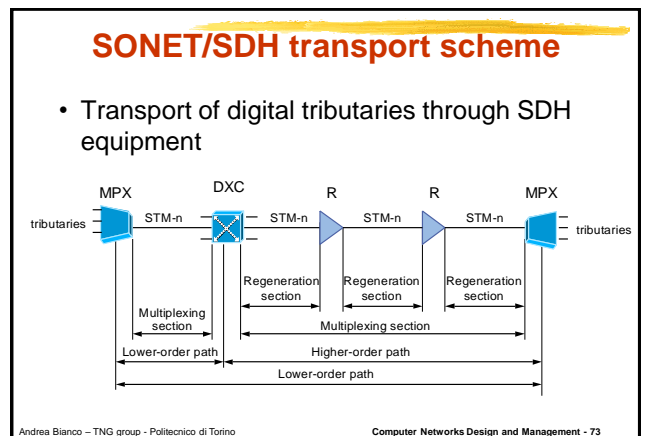 SONET/SDH transport scheme
• Transport of digital tributaries through SDH
equipment
MPX DXC R R MPX
tributaries STM-n STM-n STM-n STM-n tributaries
Regeneration Regeneration Regeneration
section section section
Multiplexing
section
Multiplexing section
Lower-order path Higher-order path
Lower-order path
Andrea Bianco – TNG group - Politecnico di Torino Computer Networks Design and Management - 73